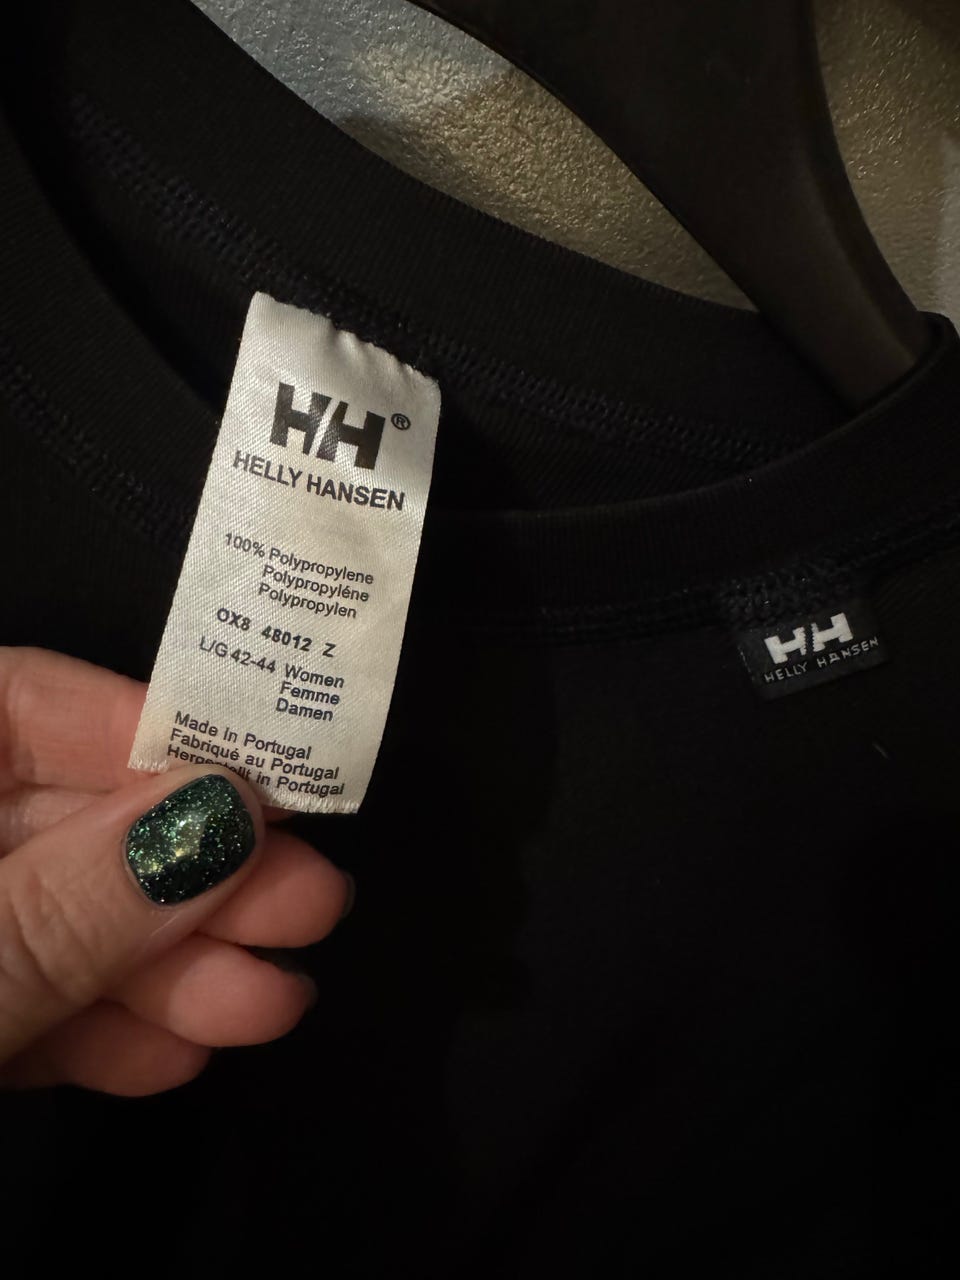 HH®
HELLY HANSEN
100% Polypropylene
Polypropyléne
Polypropylen
OX8 48012 Z
L/G 42-44 Women
Femme
Damen
Made in Portugal
Fabriqué au Portugal
Hergestellt in Portugal
HH
HELLY HANSEN